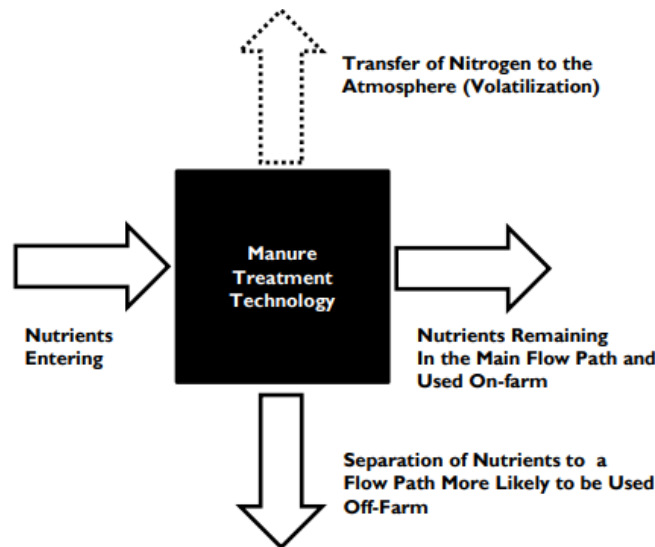 Transfer of Nitrogen to the
Atmosphere (Volatilization)
Manure
Treatment
Technology
Nutrients
Entering
Nutrients Remaining
In the Main Flow Path and
Used On-farm
Separation of Nutrients to a
Flow Path More Likely to be Used
Off-Farm